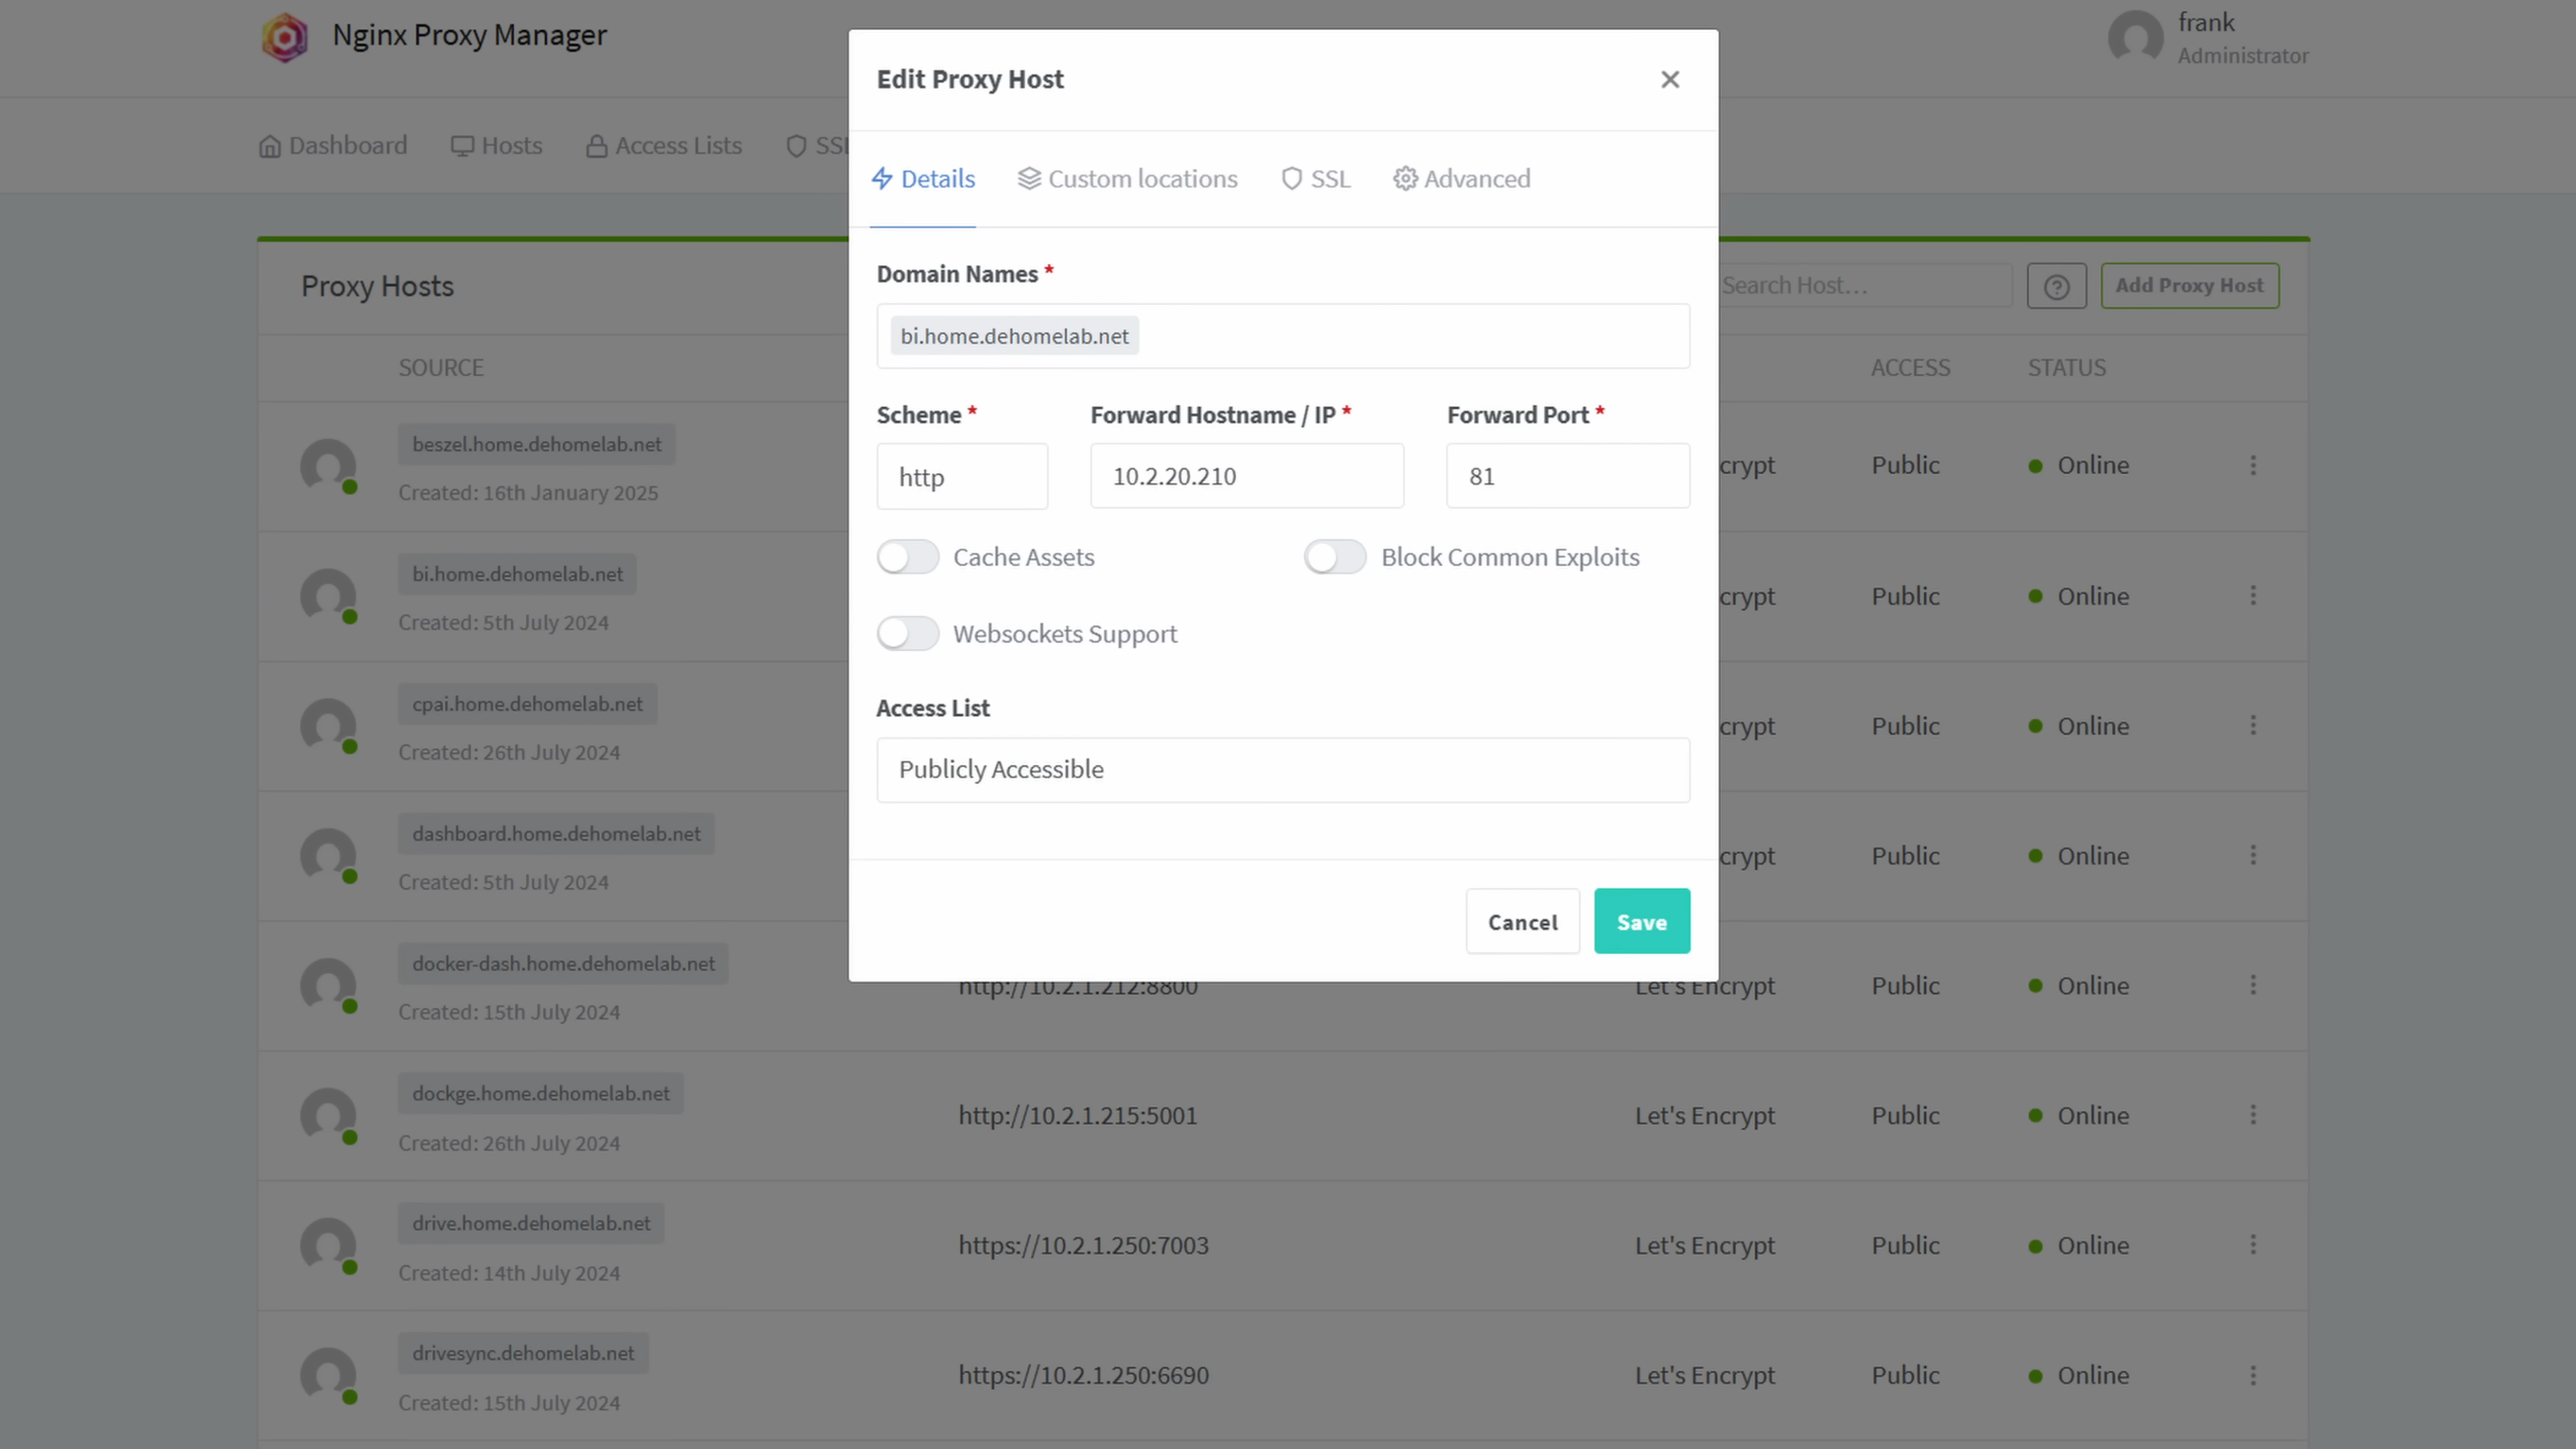 Nginx Proxy Manager
frank
Administrator
Dashboard Hosts Access Lists SSL
Edit Proxy Host
Details Custom locations SSL Advanced
Domain Names *
bi.home.dehomelab.net
Scheme * Forward Hostname / IP * Forward Port *
http 10.2.20.210 81
Cache Assets Block Common Exploits
Websockets Support
Access List
Publicly Accessible
Cancel Save
Proxy Hosts Search Host… Add Proxy Host
SOURCE ACCESS STATUS
beszel.home.dehomelab.net
Created: 16th January 2025
crypt Public Online
bi.home.dehomelab.net
Created: 5th July 2024
crypt Public Online
cpai.home.dehomelab.net
Created: 26th July 2024
crypt Public Online
dashboard.home.dehomelab.net
Created: 5th July 2024
crypt Public Online
docker-dash.home.dehomelab.net
Created: 15th July 2024
http://10.2.1.212:8800 Let's Encrypt Public Online
dockge.home.dehomelab.net
Created: 26th July 2024
http://10.2.1.215:5001 Let's Encrypt Public Online
drive.home.dehomelab.net
Created: 14th July 2024
https://10.2.1.250:7003 Let's Encrypt Public Online
drivesync.dehomelab.net
Created: 15th July 2024
https://10.2.1.250:6690 Let's Encrypt Public Online